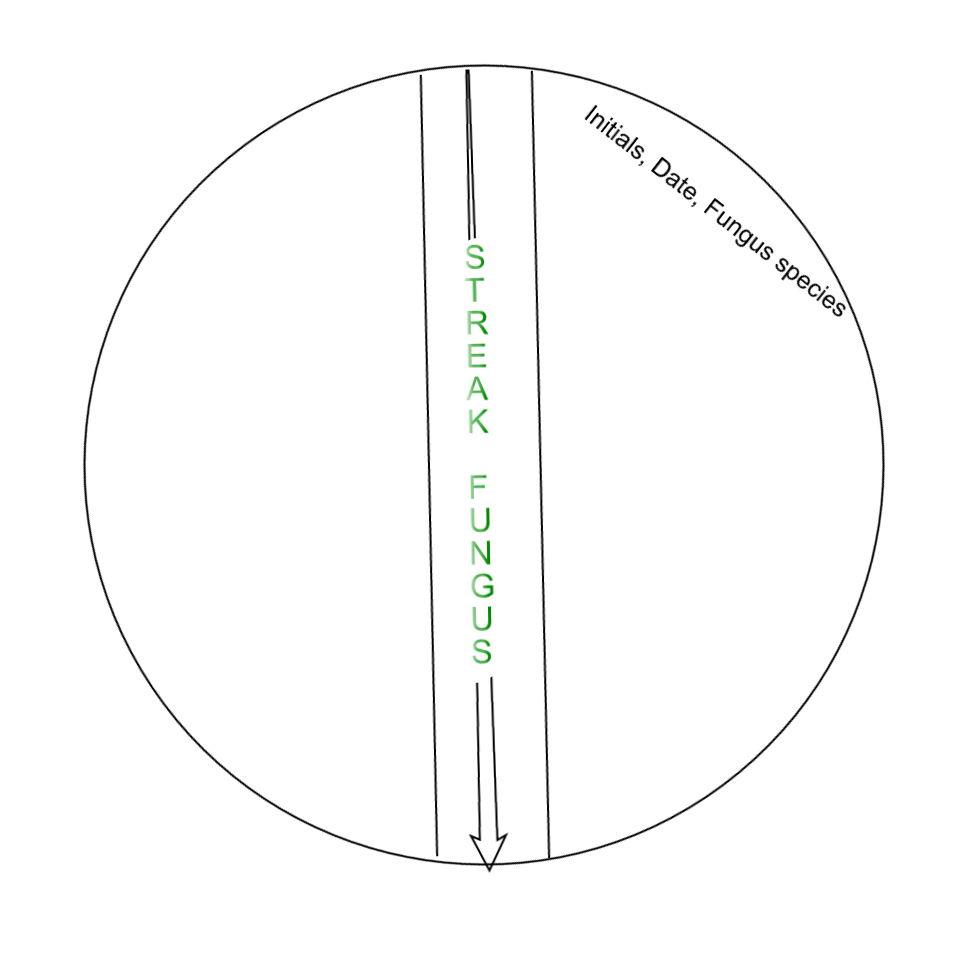 Initials, Date, Fungus species
STREAK FUNGUS